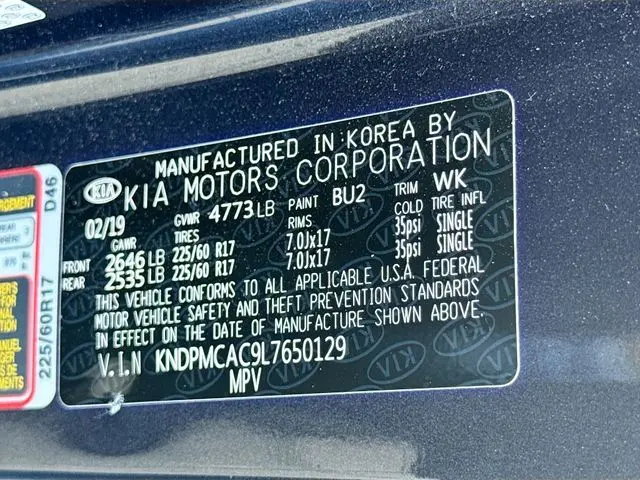 MANUFACTURED IN KOREA BY
KIA KIA MOTORS CORPORATION
02/19 GVWR 4773 LB PAINT BU2 TRIM WK
GAWR TIRES RIMS COLD TIRE INFL
FRONT 2646 LB 225/60 R17 7.0Jx17 35psi SINGLE
REAR 2535 LB 225/60 R17 7.0Jx17 35psi SINGLE
THIS VEHICLE CONFORMS TO ALL APPLICABLE U.S.A. FEDERAL
MOTOR VEHICLE SAFETY AND THEFT PREVENTION STANDARDS
IN EFFECT ON THE DATE OF MANUFACTURE SHOWN ABOVE.
V.I.N KNDPMCAC9L7650129
MPV
D46
225/60R17